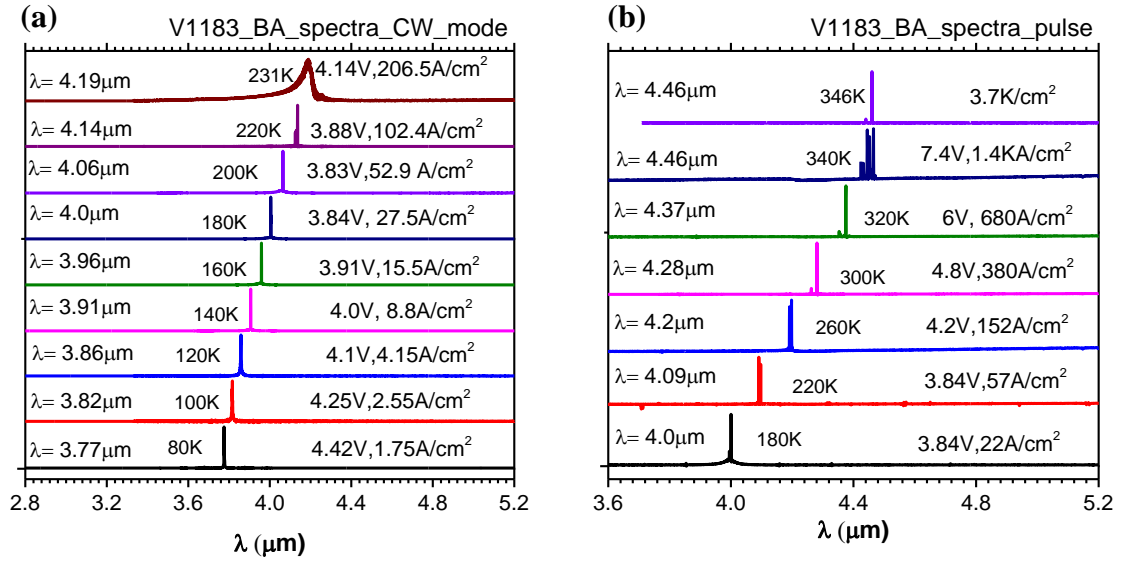 (a)
V1183_BA_spectra_CW_mode
λ= 4.19μm 231K 4.14V,206.5A/cm²
λ= 4.14μm 220K 3.88V,102.4A/cm²
λ= 4.06μm 200K 3.83V,52.9 A/cm²
λ= 4.0μm 180K 3.84V, 27.5A/cm²
λ= 3.96μm 160K 3.91V,15.5A/cm²
λ= 3.91μm 140K 4.0V, 8.8A/cm²
λ= 3.86μm 120K 4.1V,4.15A/cm²
λ= 3.82μm 100K 4.25V,2.55A/cm²
λ= 3.77μm 80K 4.42V,1.75A/cm²
2.8 3.2 3.6 4.0 4.4 4.8 5.2
λ (μm)
(b)
V1183_BA_spectra_pulse
λ= 4.46μm 346K 3.7K/cm²
λ= 4.46μm 340K 7.4V,1.4KA/cm²
λ= 4.37μm 320K 6V, 680A/cm²
λ= 4.28μm 300K 4.8V,380A/cm²
λ= 4.2μm 260K 4.2V,152A/cm²
λ= 4.09μm 220K 3.84V,57A/cm²
λ= 4.0μm 180K 3.84V,22A/cm²
3.6 4.0 4.4 4.8 5.2
λ (μm)